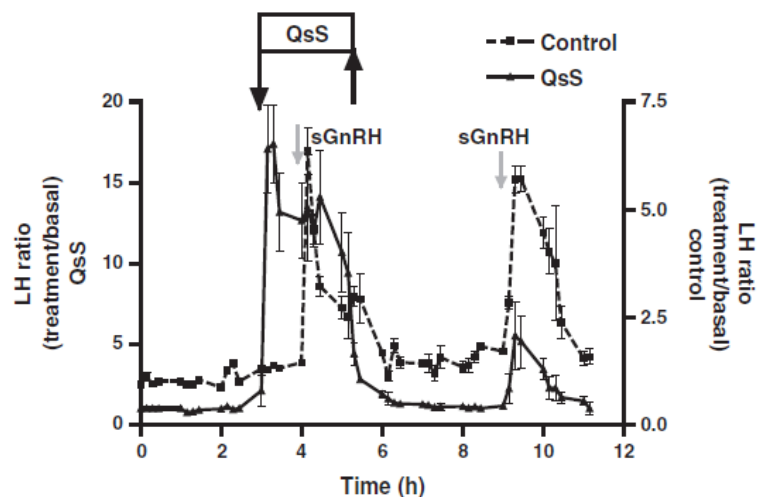 QsS
Control
QsS
sGnRH
sGnRH
LH ratio
(treatment/basal)
QsS
20
15
10
5
0
7.5
5.0
2.5
0.0
LH ratio
(treatment/basal)
control
0 2 4 6 8 10 12
Time (h)